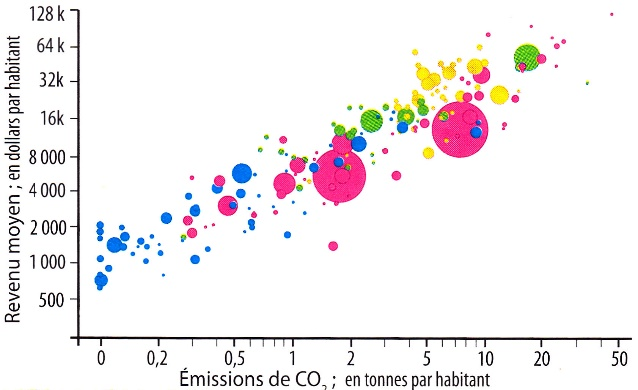 Revenu moyen ; en dollars par habitant
128 k
64 k
32k
16k
8 000
4 000
2 000
1 000
500
0 0,2 0,5 1 2 5 10 20 50
Émissions de CO₂ ; en tonnes par habitant